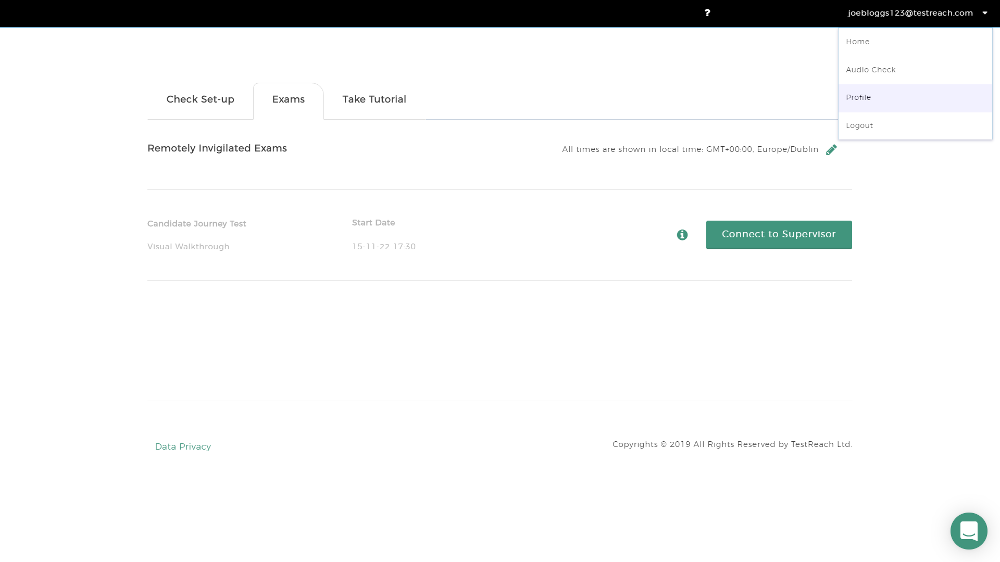 ?
joebloggs123@testreach.com
Home
Audio Check
Profile
Logout
Check Set-up
Exams
Take Tutorial
Remotely Invigilated Exams
All times are shown in local time: GMT+00:00, Europe/Dublin
Candidate Journey Test
Start Date
Visual Walkthrough
15-11-22 17:30
Connect to Supervisor
Data Privacy
Copyrights © 2019 All Rights Reserved by TestReach Ltd.